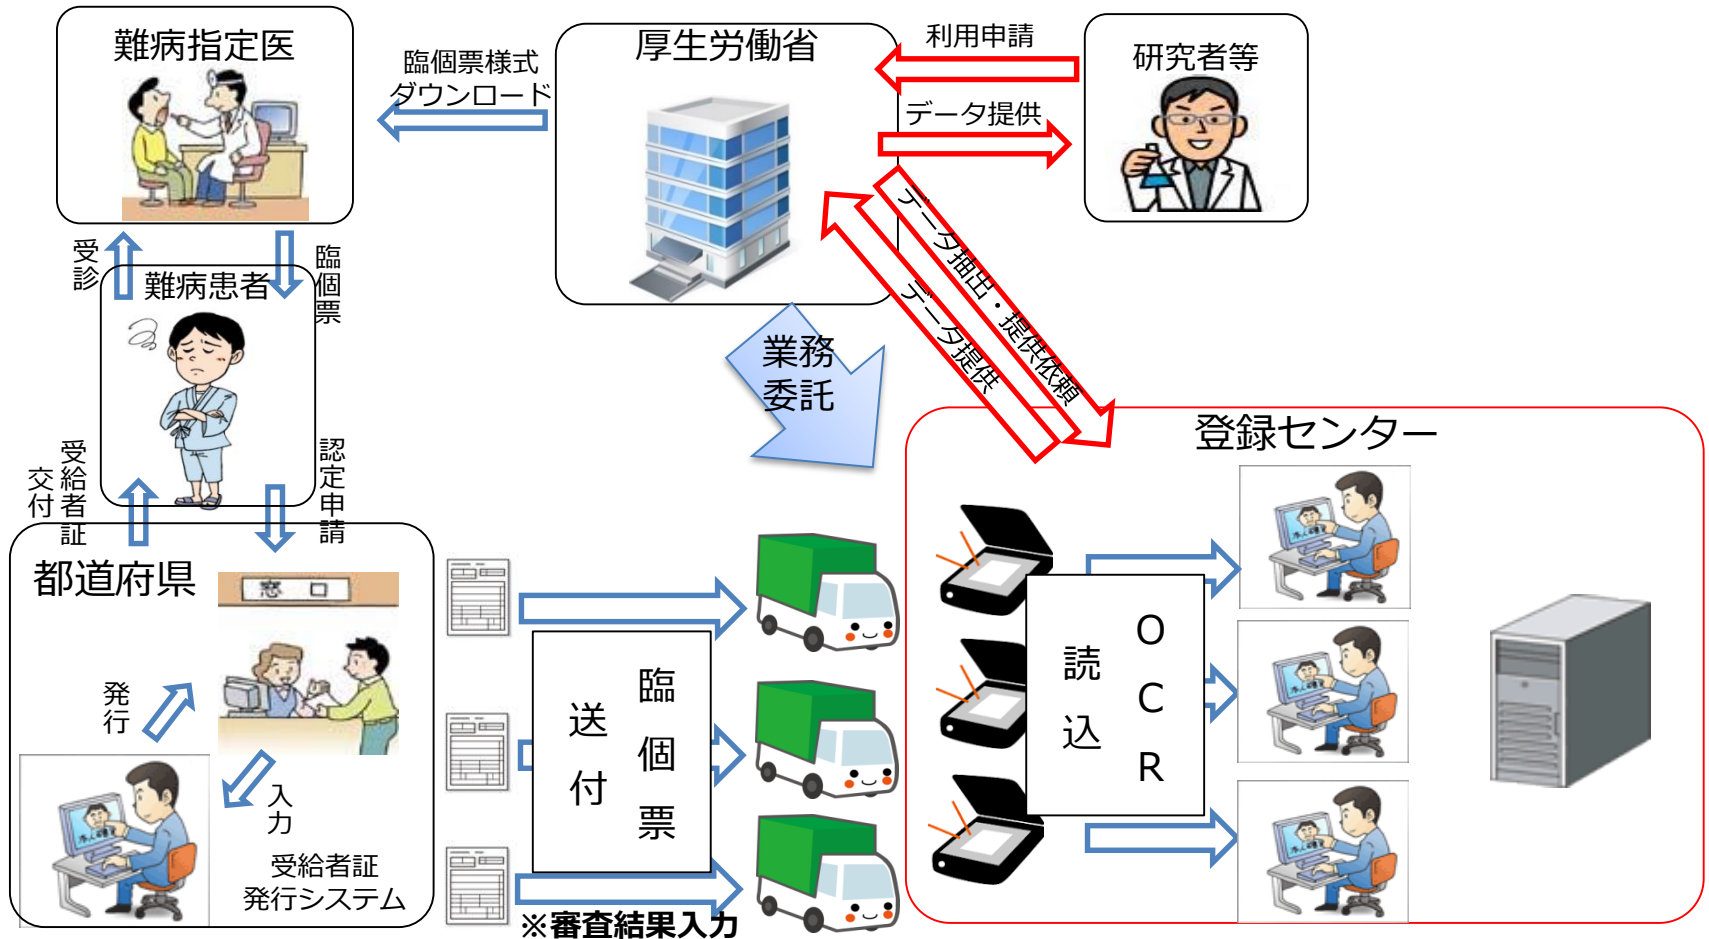 難病指定医
臨個票様式
ダウンロード
厚生労働省
利用申請
データ提供
研究者等
受診
臨個票
難病患者
データ抽出・提供依頼
データ提供
業務
委託
受給者証
交付
認定申請
都道府県
窓口
発行
入力
受給者証
発行システム
臨個票
送付
※審査結果入力
登録センター
OCR
読込